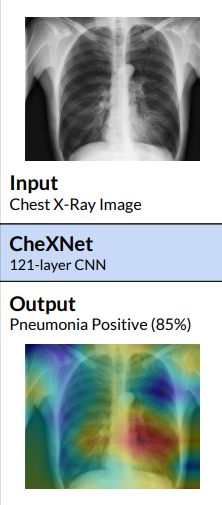 Input
Chest X-Ray Image
CheXNet
121-layer CNN
Output
Pneumonia Positive (85%)